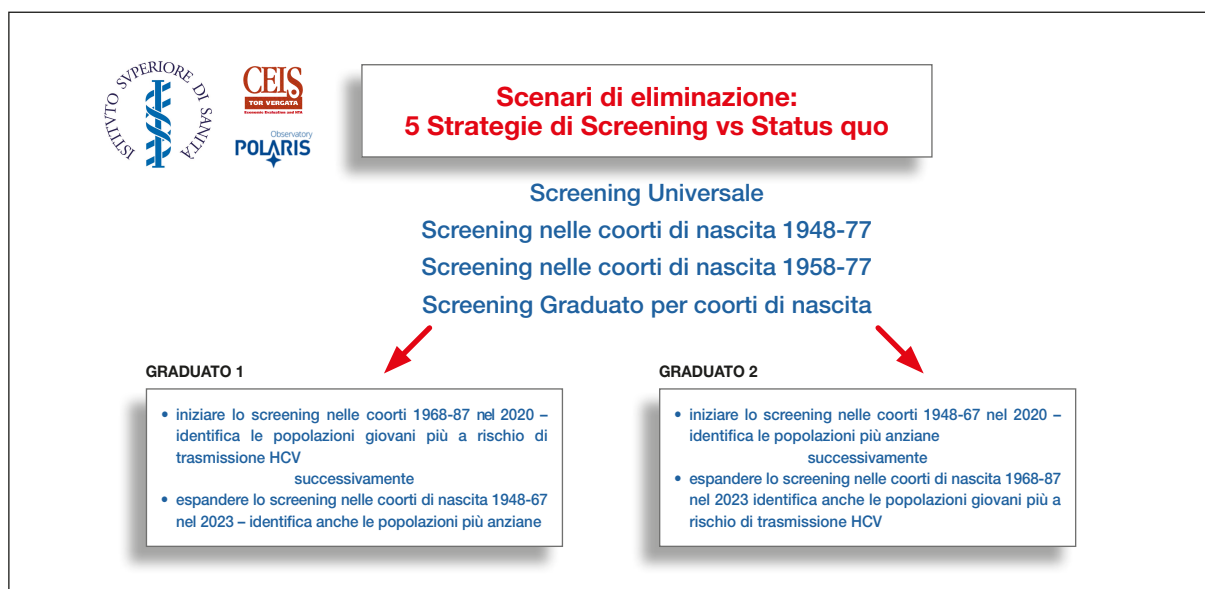 ISTITVTO SVPERIORE DI SANITÀ
CEIS
TOR VERGATA
Economic Evaluation and HTA
Observatory
POLARIS
Scenari di eliminazione:
5 Strategie di Screening vs Status quo
Screening Universale
Screening nelle coorti di nascita 1948-77
Screening nelle coorti di nascita 1958-77
Screening Graduato per coorti di nascita
GRADUATO 1
• iniziare lo screening nelle coorti 1968-87 nel 2020 –
identifica le popolazioni giovani più a rischio di
trasmissione HCV
successivamente
• espandere lo screening nelle coorti di nascita 1948-67
nel 2023 – identifica anche le popolazioni più anziane
GRADUATO 2
• iniziare lo screening nelle coorti 1948-67 nel 2020 –
identifica le popolazioni più anziane
successivamente
• espandere lo screening nelle coorti di nascita 1968-87
nel 2023 identifica anche le popolazioni giovani più a
rischio di trasmissione HCV